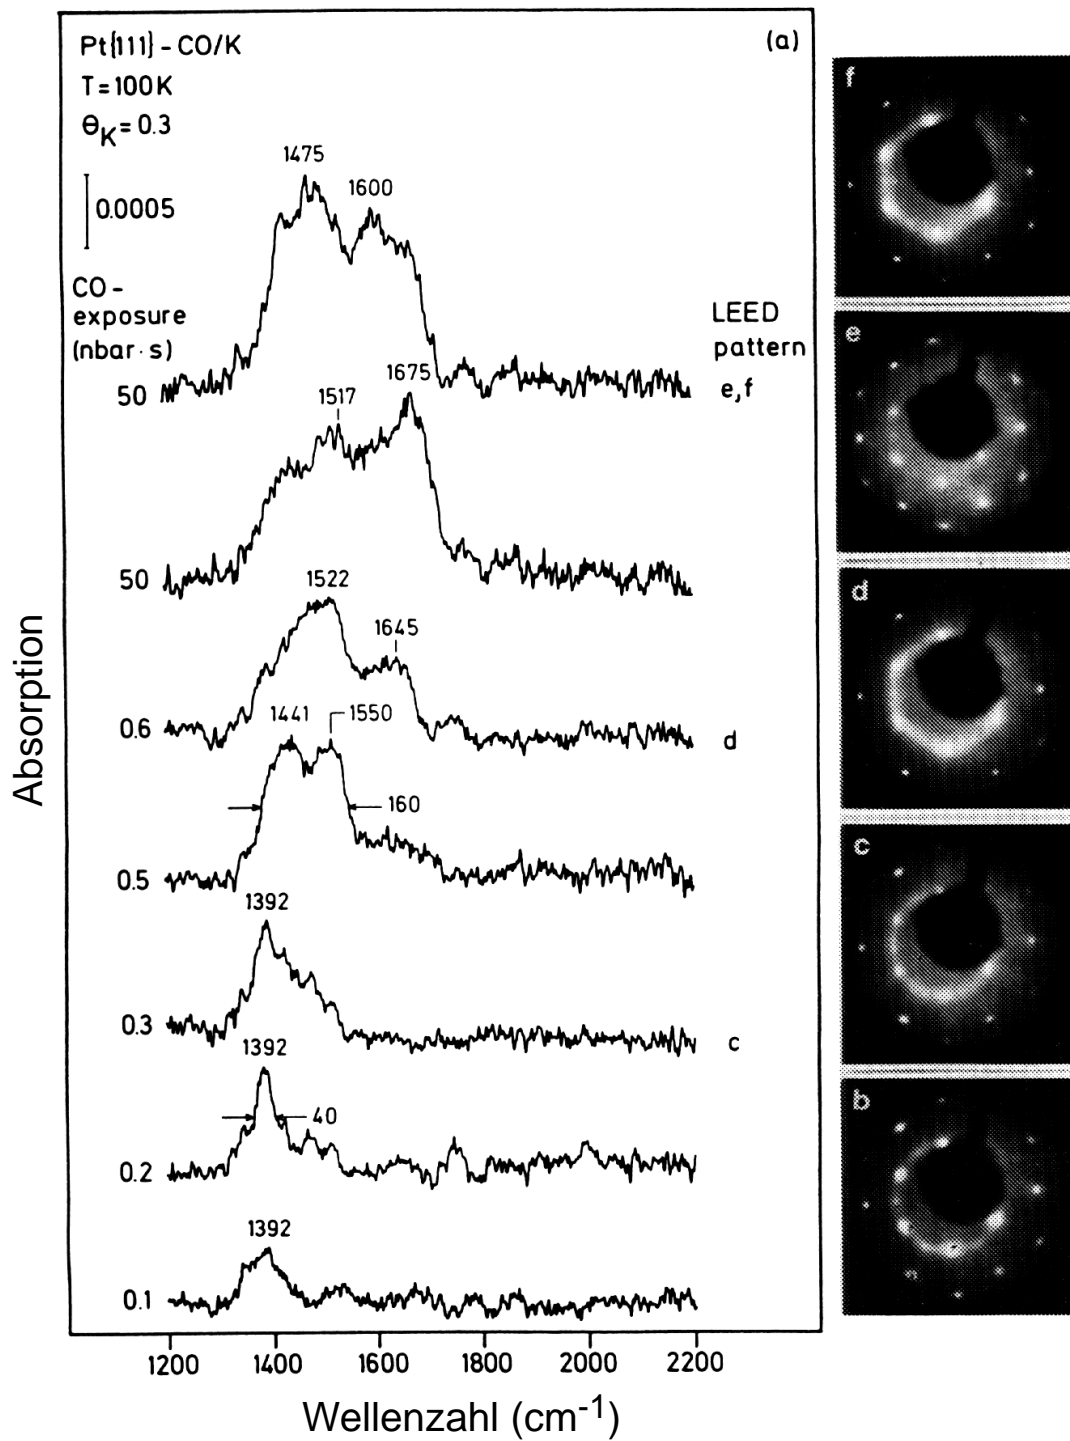 Pt{111} - CO/K
(a)
T=100K
θK=0.3
0.0005
CO-
exposure
(nbar·s)
LEED
pattern
1475
1600
50
e,f
1517
1675
50
1522
1645
0.6
d
1441
1550
160
0.5
1392
0.3
c
1392
40
0.2
1392
0.1
1200
1400
1600
1800
2000
2200
Wellenzahl (cm-1)
Absorption
f
e
d
c
b